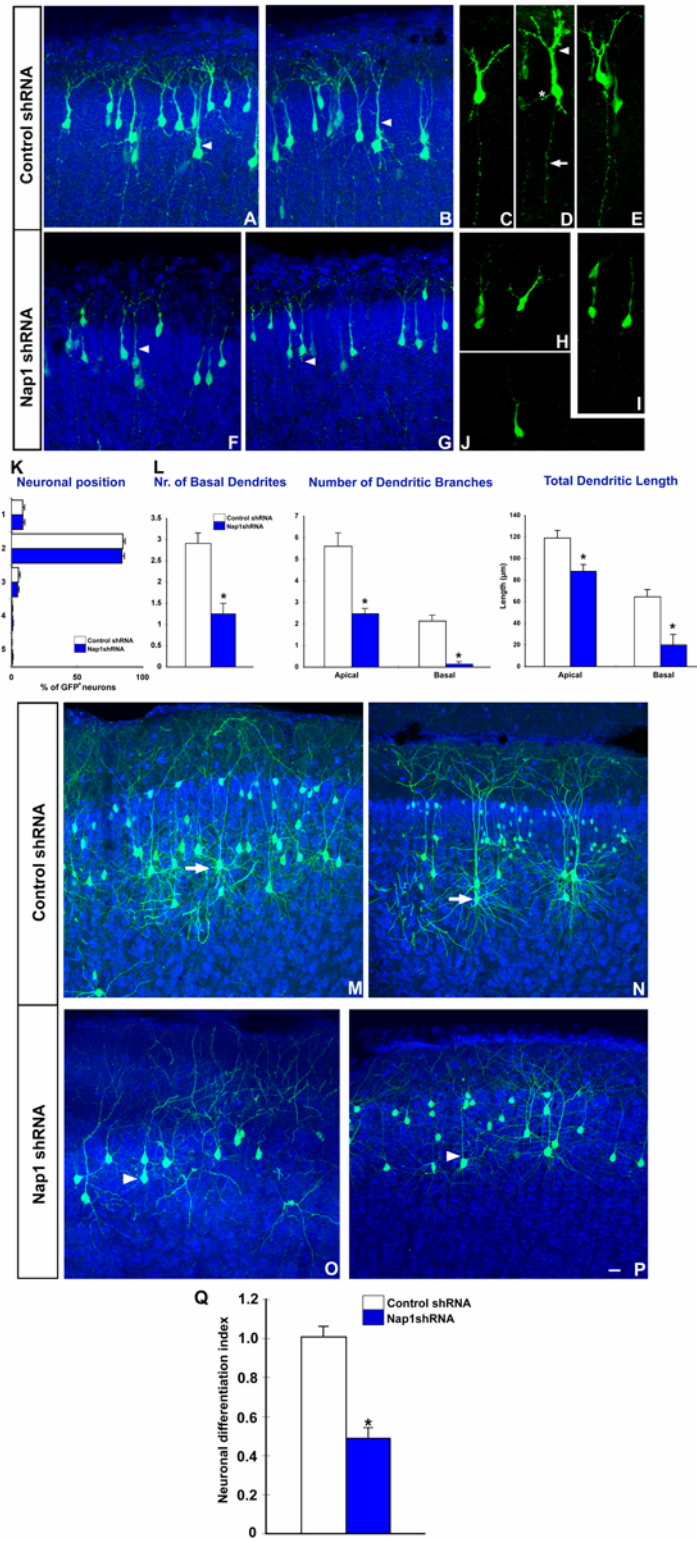 Control shRNA
A
B
C
D
*
E
Nap1 shRNA
F
G
H
I
J
K
Neuronal position
1
2
3
4
5
Control shRNA
Nap1shRNA
0
50
100
% of GFP+ neurons
L
Nr. of Basal Dendrites
3.5
3
2.5
2
1.5
1
0.5
0
*
Control shRNA
Nap1shRNA
Number of Dendritic Branches
7
6
5
4
3
2
1
0
*
*
Apical
Basal
Total Dendritic Length
Length (µm)
140
120
100
80
60
40
20
0
*
*
Control shRNA
Nap1shRNA
Apical
Basal
Control shRNA
M
N
Nap1 shRNA
O
P
Q
Neuronal differentiation index
1.2
1.0
0.8
0.6
0.4
0.2
0
*
Control shRNA
Nap1shRNA